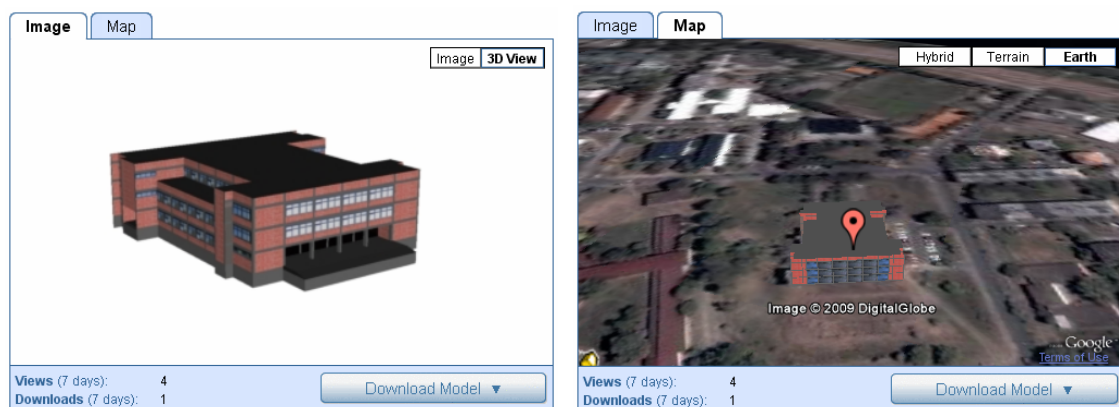 Image Map
Image 3D View
Views (7 days): 4
Downloads (7 days): 1
Download Model ▼
Image Map
Hybrid Terrain Earth
Image © 2009 DigitalGlobe
Google
Terms of Use
Views (7 days): 4
Downloads (7 days): 1
Download Model ▼